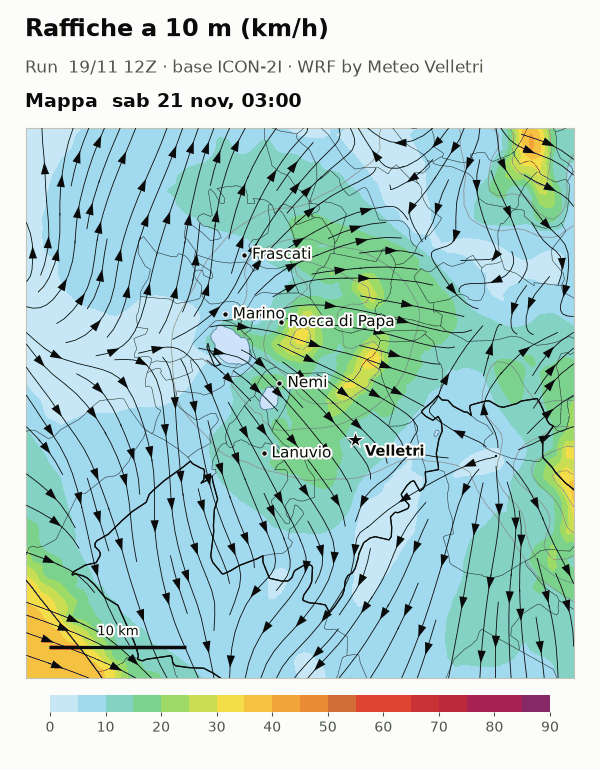 Raffiche a 10 m (km/h)
Run 19/11 12Z · base ICON-2I · WRF by Meteo Velletri
Mappa sab 21 nov, 03:00
Frascati
Marino
Rocca di Papa
Nemi
Velletri
Lanuvio
10 km
0 10 20 30 40 50 60 70 80 90